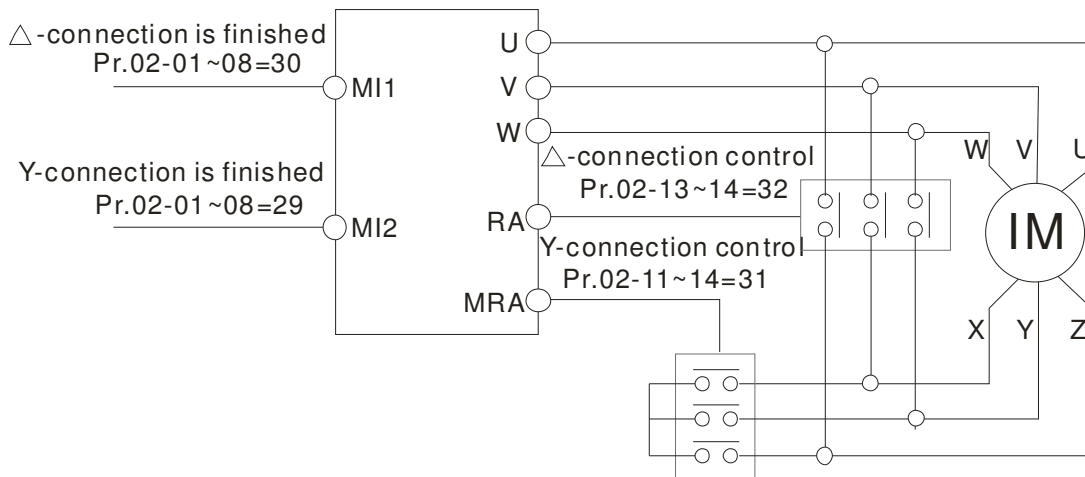 △-connection is finished
Pr.02-01~08=30
MI1
Y-connection is finished
Pr.02-01~08=29
MI2
U
V
W
△-connection control
Pr.02-13~14=32
RA
Y-connection control
Pr.02-11~14=31
MRA
W V U
IM
X Y Z